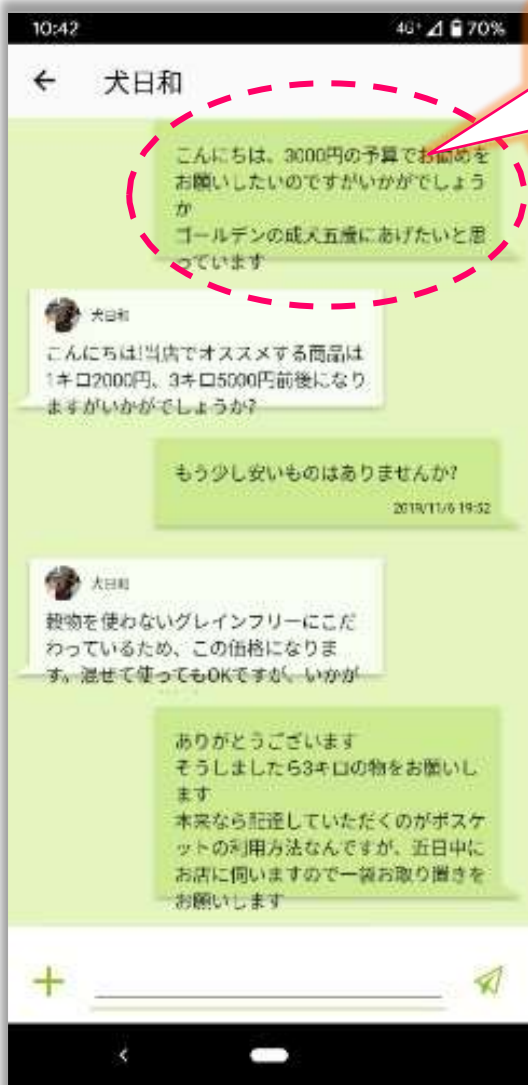 10:42
4G+ 70%
犬日和
こんにちは、3000円の予算でお勧めを
お願いしたいのですがいかがでしょう
か
ゴールデンの成犬五歳にあげたいと思
っています
犬日和
こんにちは!当店でオススメする商品は
1キロ2000円、3キロ5000円前後になり
ますがいかがでしょうか?
もう少し安いものはありませんか?
2019/11/6 19:52
犬日和
穀物を使わないグレインフリーにこだ
わっているため、この価格になりま
す。混ぜて使ってもOKですが、いかが
ありがとうございます
そうしましたら3キロの物をお願いし
ます
本来なら配達していただくのがポスケ
ットの利用方法なんですが、近日中に
お店に伺いますので一袋お取り置きを
お願いします